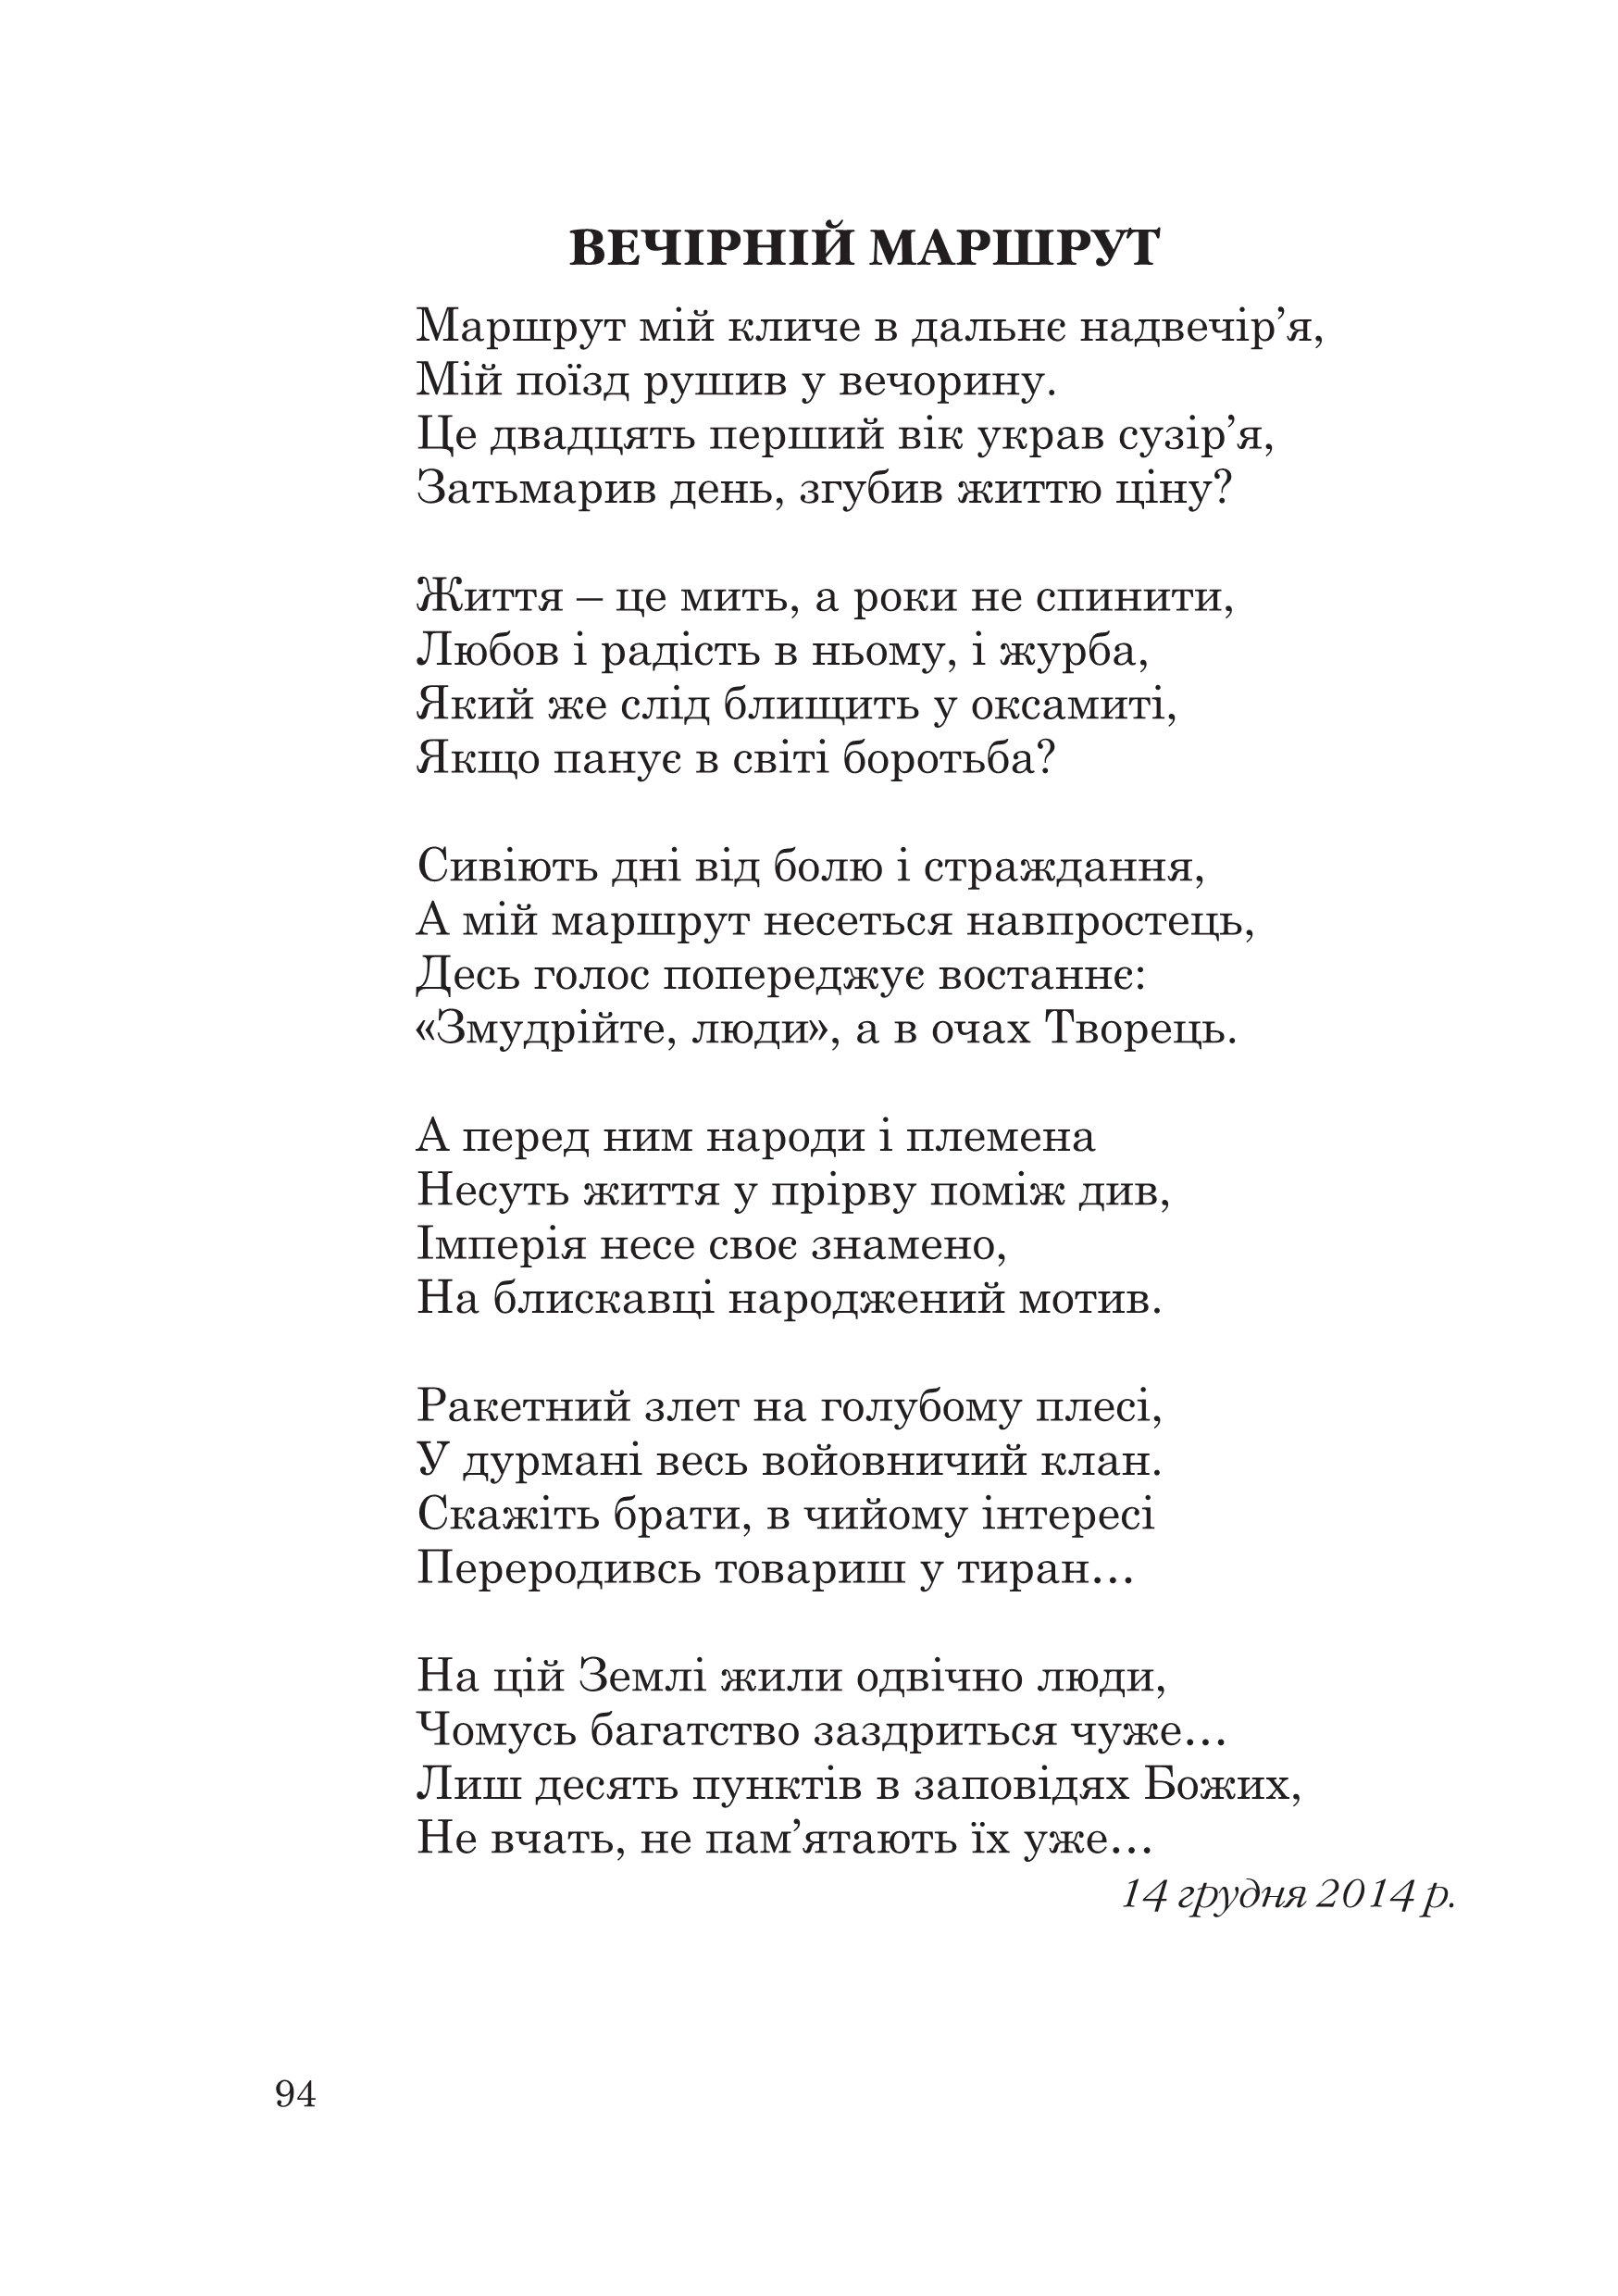 ВЕЧІРНІЙ МАРШРУТ
Маршрут мій кличе в дальнє надвечір’я,
Мій поїзд рушив у вечорину.
Це двадцять перший вік украв сузір’я,
Затьмарив день, згубив життю ціну?
Життя – це мить, а роки не спинити,
Любов і радість в ньому, і журба,
Який же слід блищить у оксамиті,
Якщо панує в світі боротьба?
Сивіють дні від болю і страждання,
А мій маршрут несеться навпростець,
Десь голос попереджує востаннє:
«Змудрійте, люди», а в очах Творець.
А перед ним народи і племена
Несуть життя у прірву поміж див,
Імперія несе своє знамено,
На блискавці народжений мотив.
Ракетний злет на голубому плесі,
У дурмані весь войовничий клан.
Скажіть брати, в чийому інтересі
Переродивсь товариш у тиран...
На цій Землі жили одвічно люди,
Чомусь багатство заздриться чуже...
Лиш десять пунктів в заповідях Божих,
Не вчать, не пам’ятають їх уже...
14 грудня 2014 р.
94